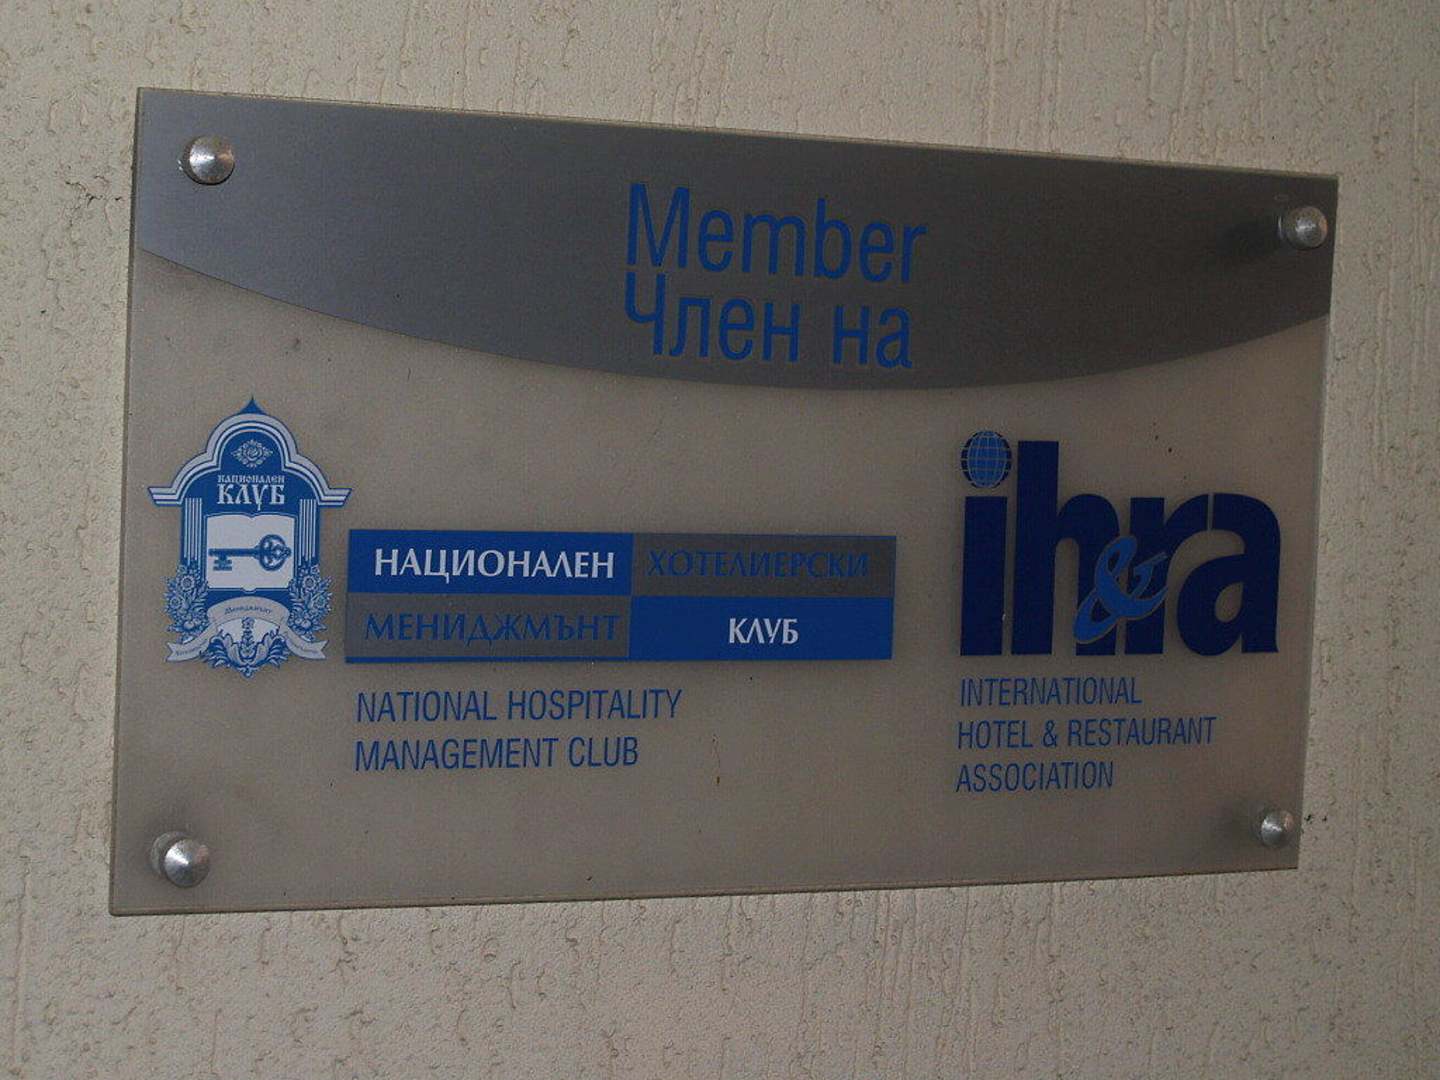 Member
Член на
НАЦИОНАЛЕН
КЛУБ
Мениджмънт
НАЦИОНАЛЕН ХОТЕЛИЕРСКИ
МЕНИДЖМЪНТ КЛУБ
NATIONAL HOSPITALITY
MANAGEMENT CLUB
ih&ra
INTERNATIONAL
HOTEL & RESTAURANT
ASSOCIATION